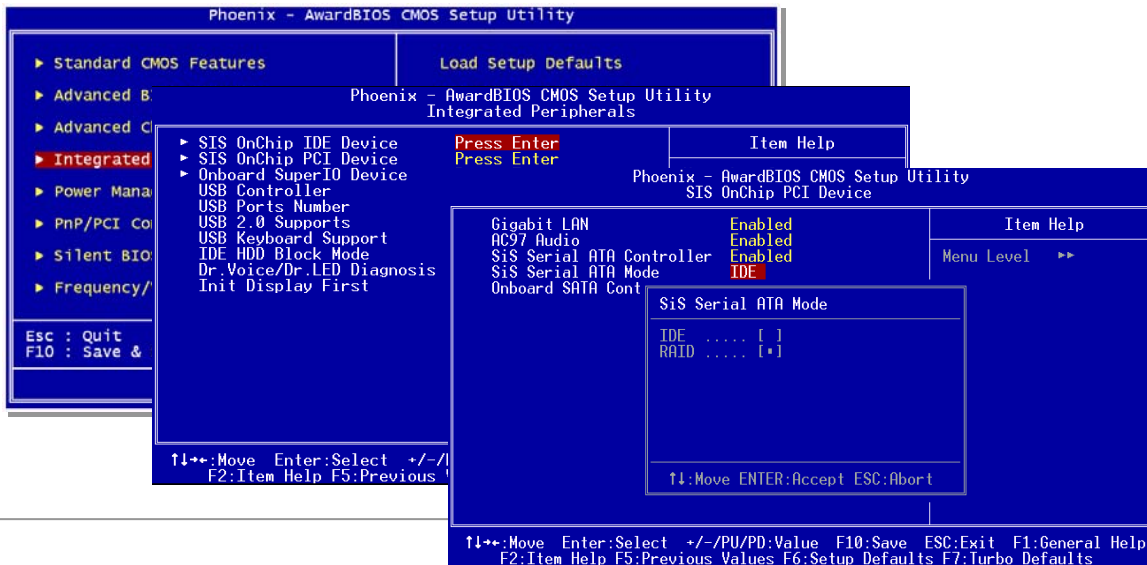 Phoenix - AwardBIOS CMOS Setup Utility
► Standard CMOS Features
Load Setup Defaults
► Advanced
► Advanced
► Integrated
► Power
► PnP/PCI
► Silent
► Frequency/
Esc : Quit
F10 : Save &
Phoenix - AwardBIOS CMOS Setup Utility
Integrated Peripherals
► SIS OnChip IDE Device Press Enter
► SIS OnChip PCI Device Press Enter
► Onboard SuperIO Device
USB Controller
USB Ports Number
USB 2.0 Supports
USB Keyboard Support
IDE HDD Block Mode
Dr.Voice/Dr.LED Diagnosis
Init Display First
Item Help
↑↓→←:Move Enter:Select +/-/
F2:Item Help F5:Previous
Phoenix - AwardBIOS CMOS Setup Utility
SIS OnChip PCI Device
Gigabit LAN Enabled
AC97 Audio Enabled
SiS Serial ATA Controller Enabled
SiS Serial ATA Mode IDE
Onboard SATA Cont
Item Help
Menu Level ►►
SiS Serial ATA Mode
IDE ..... [ ]
RAID ..... [▪]
↑↓:Move ENTER:Accept ESC:Abort
↑↓→←:Move Enter:Select +/-/PU/PD:Value F10:Save ESC:Exit F1:General Help
F2:Item Help F5:Previous Values F6:Setup Defaults F7:Turbo Defaults